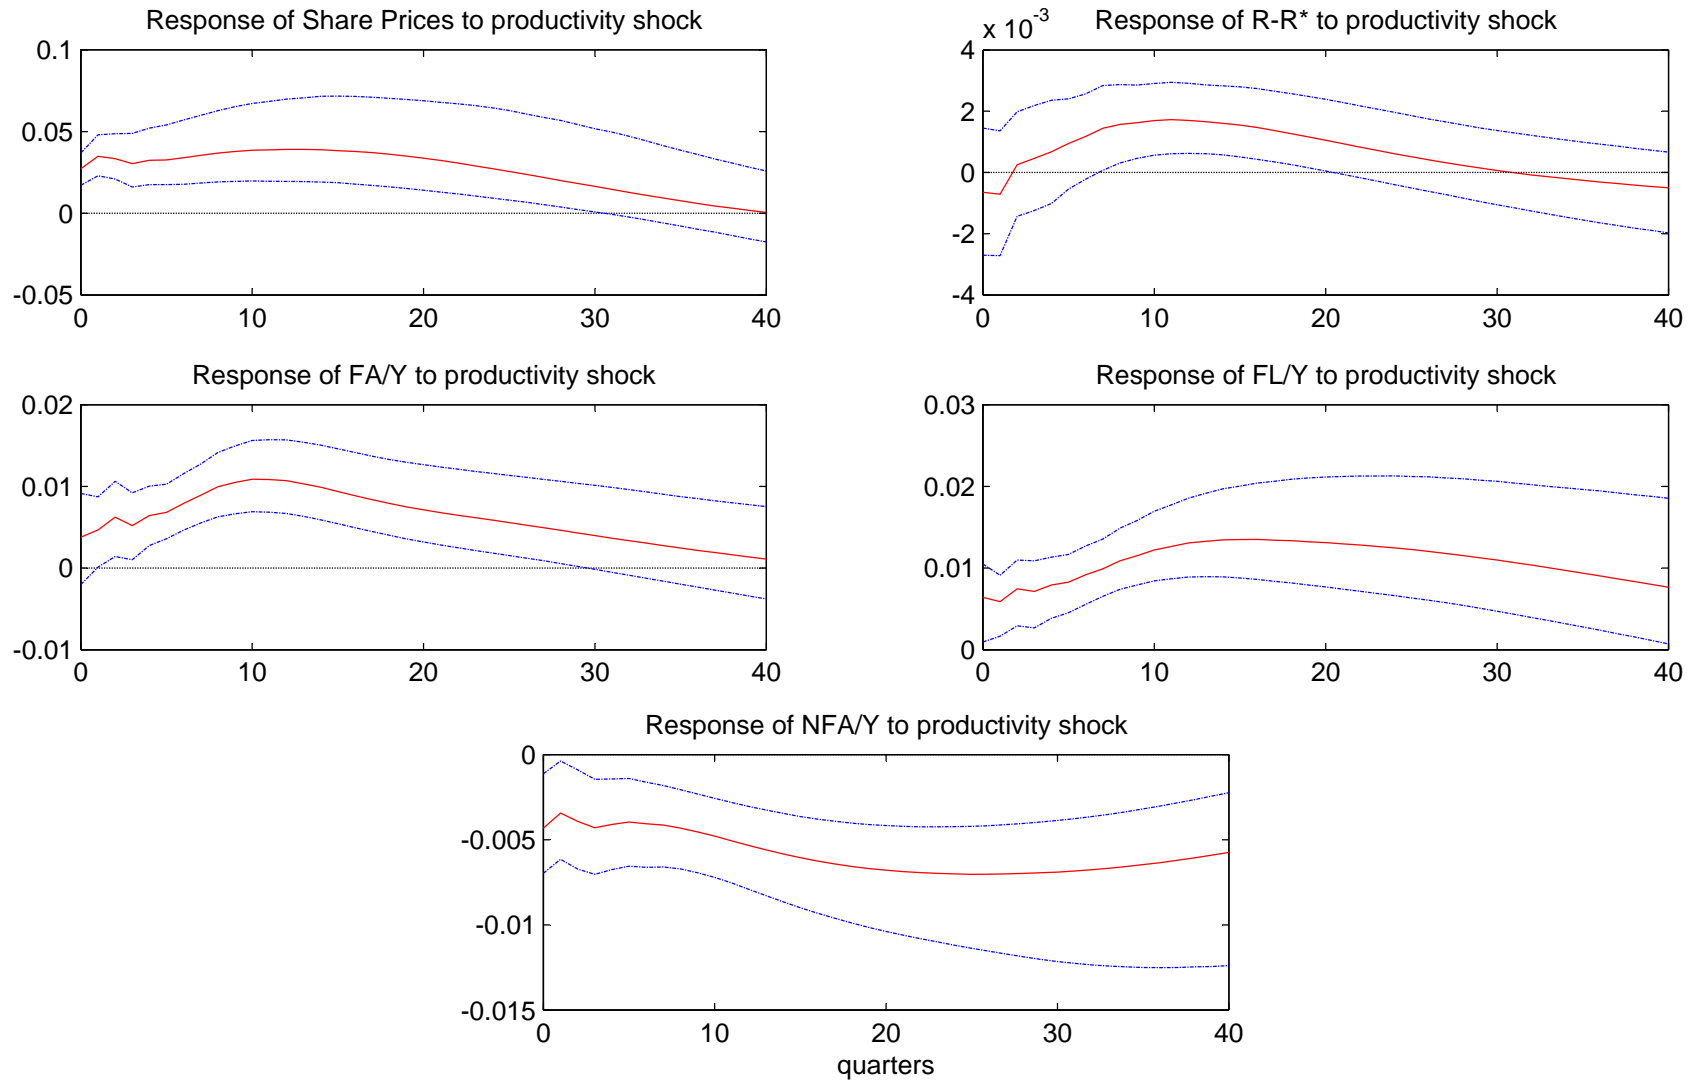 Response of Share Prices to productivity shock
0.1
0.05
0
-0.05
0 10 20 30 40
Response of R-R* to productivity shock
x 10^-3
4
2
0
-2
-4
0 10 20 30 40
Response of FA/Y to productivity shock
0.02
0.01
0
-0.01
0 10 20 30 40
Response of FL/Y to productivity shock
0.03
0.02
0.01
0
0 10 20 30 40
Response of NFA/Y to productivity shock
0
-0.005
-0.01
-0.015
0 10 20 30 40
quarters